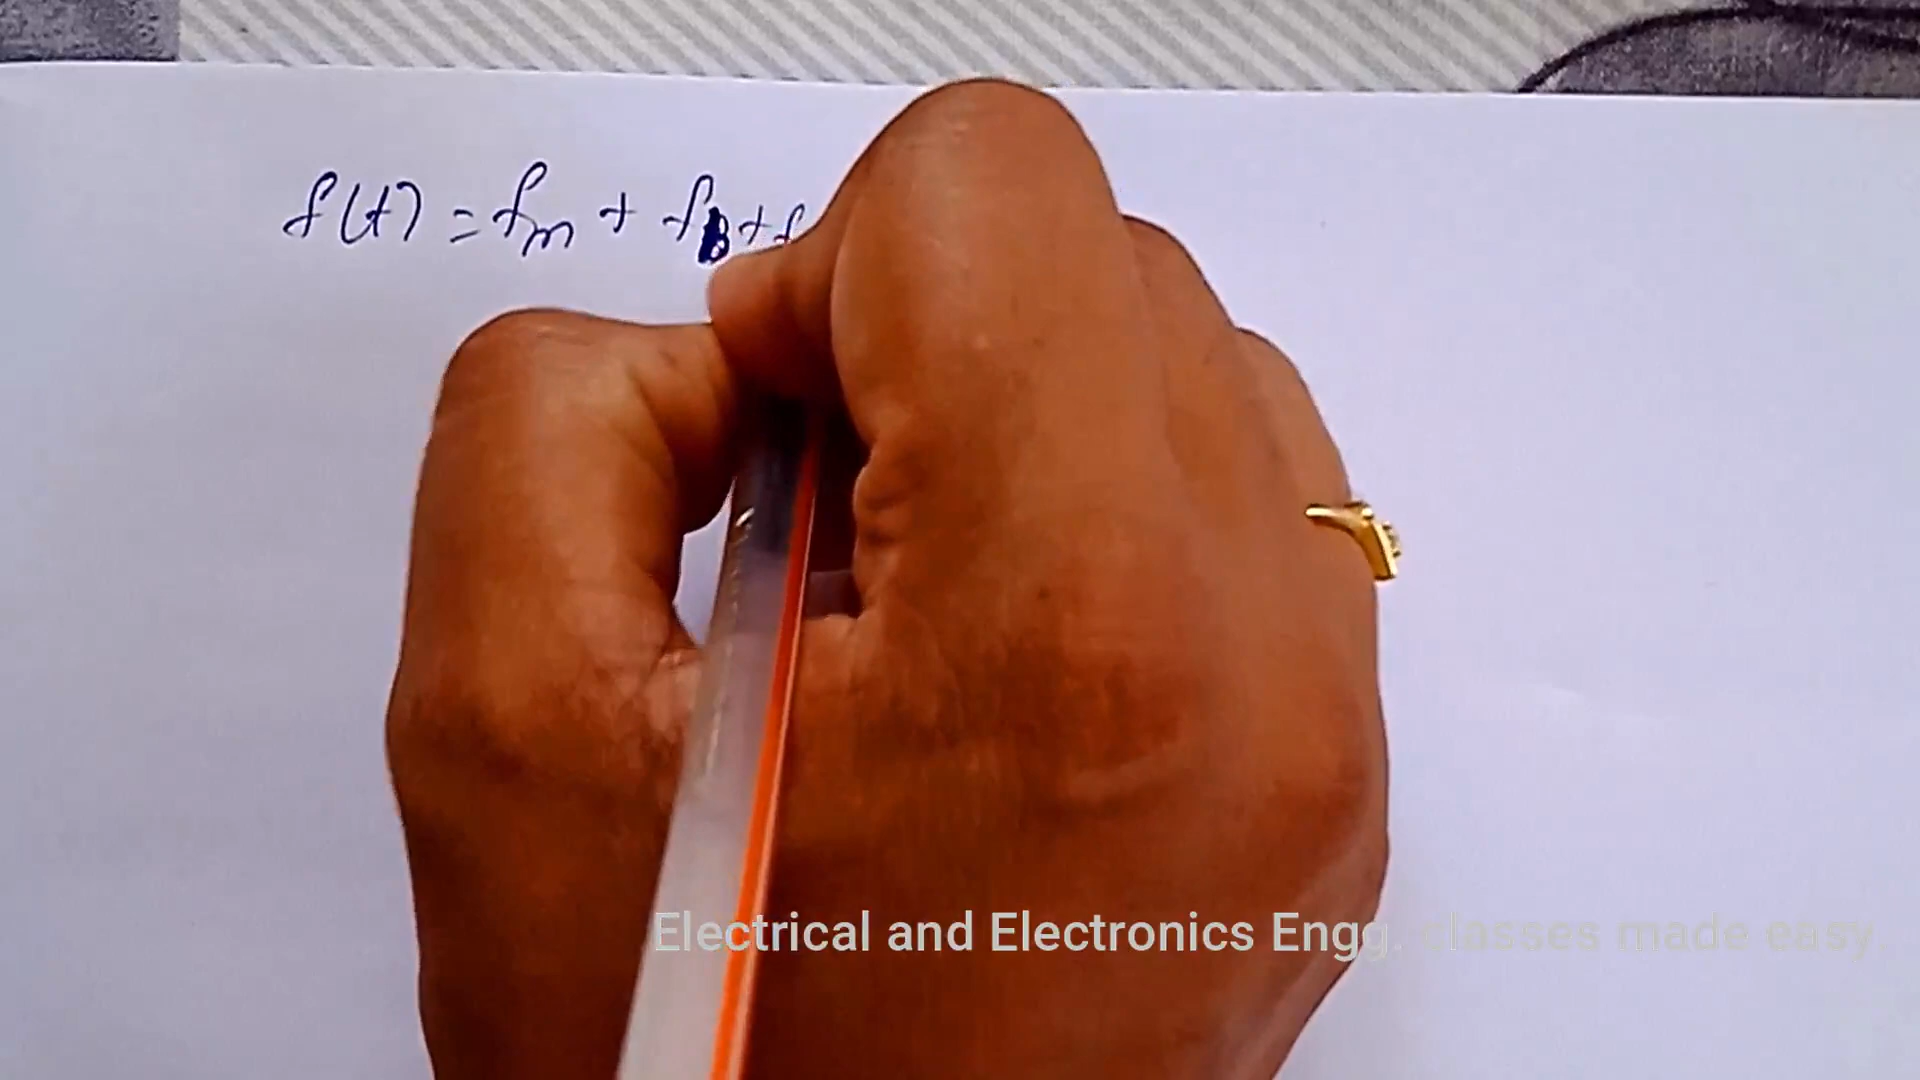 f(t) = fm + fB + f
Electrical and Electronics Engg. classes made easy.